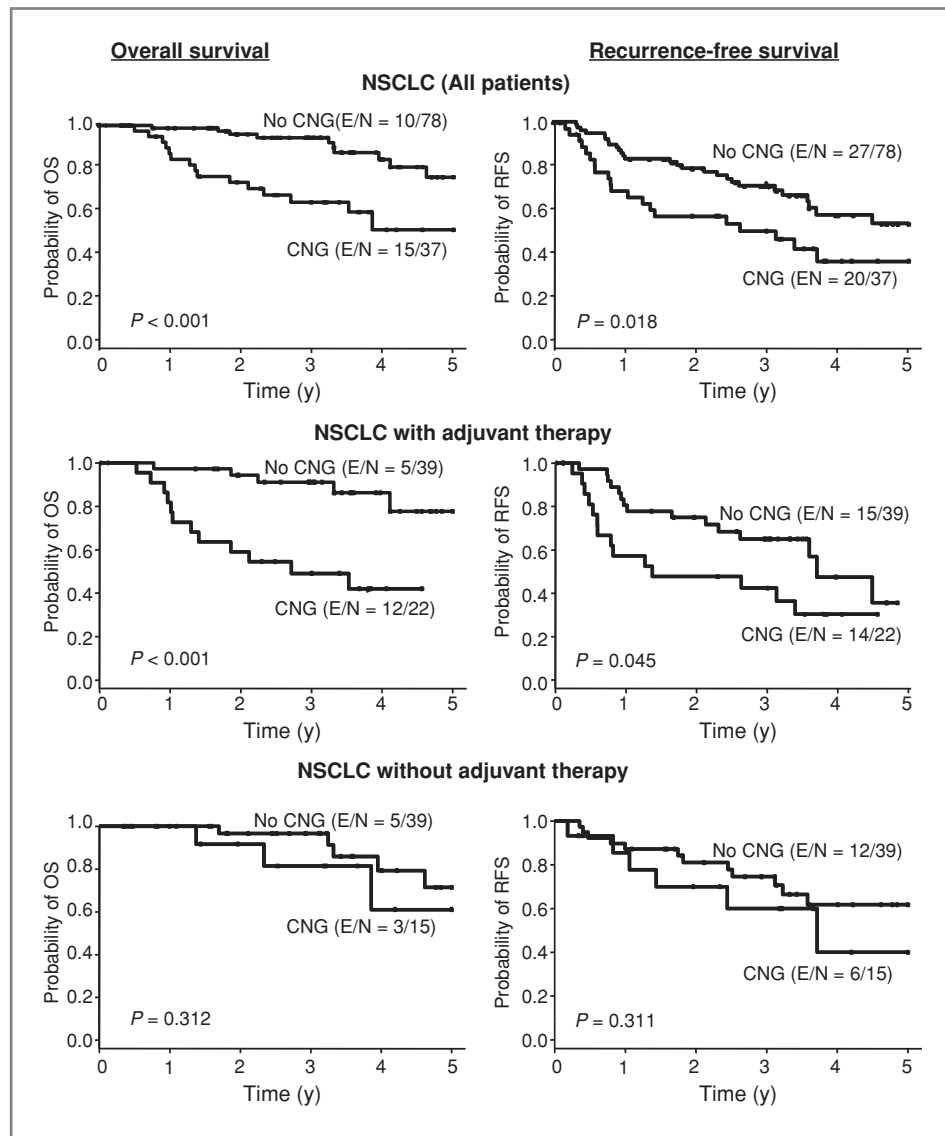 Overall survival
Recurrence-free survival
NSCLC (All patients)
Probability of OS
1.0
0.8
0.6
0.4
0.2
0.0
No CNG(E/N = 10/78)
CNG (E/N = 15/37)
P < 0.001
0 1 2 3 4 5
Time (y)
Probability of RFS
1.0
0.8
0.6
0.4
0.2
0.0
No CNG (E/N = 27/78)
CNG (EN = 20/37)
P = 0.018
0 1 2 3 4 5
Time (y)
NSCLC with adjuvant therapy
Probability of OS
1.0
0.8
0.6
0.4
0.2
0.0
No CNG (E/N = 5/39)
CNG (E/N = 12/22)
P < 0.001
0 1 2 3 4 5
Time (y)
Probability of RFS
1.0
0.8
0.6
0.4
0.2
0.0
No CNG (E/N = 15/39)
CNG (E/N = 14/22)
P = 0.045
0 1 2 3 4 5
Time (y)
NSCLC without adjuvant therapy
Probability of OS
1.0
0.8
0.6
0.4
0.2
0.0
No CNG (E/N = 5/39)
CNG (E/N = 3/15)
P = 0.312
0 1 2 3 4 5
Time (y)
Probability of RFS
1.0
0.8
0.6
0.4
0.2
0.0
No CNG (E/N = 12/39)
CNG (E/N = 6/15)
P = 0.311
0 1 2 3 4 5
Time (y)